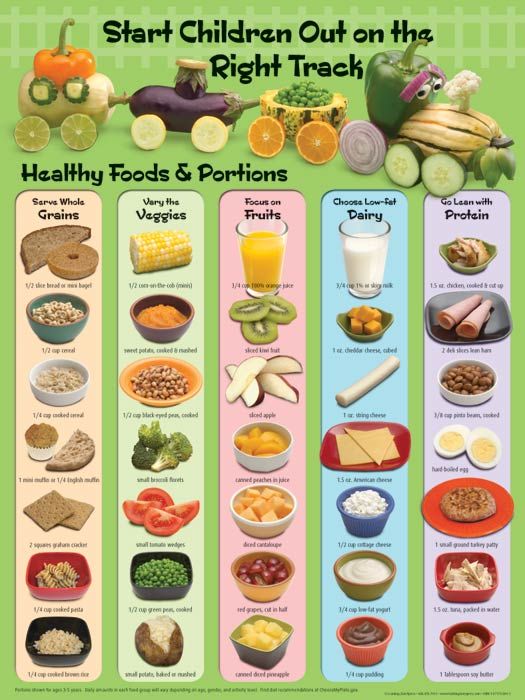 Start Children Out on the
Right Track
Healthy Foods & Portions
Serve Whole
Grains
1/2 slice bread or mini bagel
1/2 cup cereal
1/4 cup cooked cereal
1 mini muffin or 1/4 English muffin
2 squares graham cracker
1/4 cup cooked pasta
1/4 cup cooked brown rice
Vary the
Veggies
1/2 corn-on-the-cob (minis)
sweet potato, cooked & mashed
1/2 cup black-eyed peas, cooked
small broccoli florets
small tomato wedges
1/2 cup green peas, cooked
small potato, baked or mashed
Focus on
Fruits
3/4 cup 100% orange juice
sliced kiwi fruit
sliced apple
canned peaches in juice
diced cantaloupe
red grapes, cut in half
canned diced pineapple
Choose Low-fat
Dairy
3/4 cup 1% or skim milk
1 oz. cheddar cheese, cubed
1 oz. string cheese
1.5 oz. American cheese
1/2 cup cottage cheese
3/4 cup low-fat yogurt
1/4 cup pudding
Go Lean with
Protein
1.5 oz. chicken, cooked & cut up
2 deli slices lean ham
3/8 cup pinto beans, cooked
hard-boiled egg
1 small ground turkey patty
1.5 oz. tuna, packed in water
1 Tablespoon soy butter
Portions shown for ages 3-5 years. Daily amounts in each food group will vary depending on age, gender, and activity level. Find diet recommendations at ChooseMyPlate.gov.